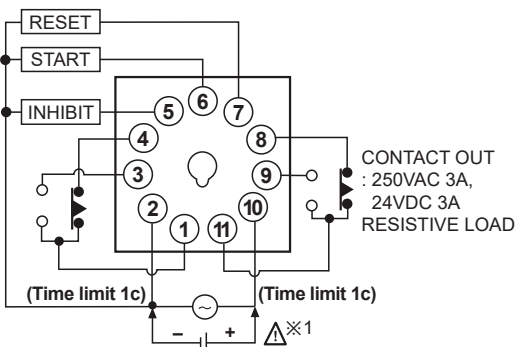 RESET
START
INHIBIT
5
6
7
4
8
3
9
2
10
1
11
CONTACT OUT
: 250VAC 3A,
24VDC 3A
RESISTIVE LOAD
(Time limit 1c)
(Time limit 1c)
~
− +
⚠※1